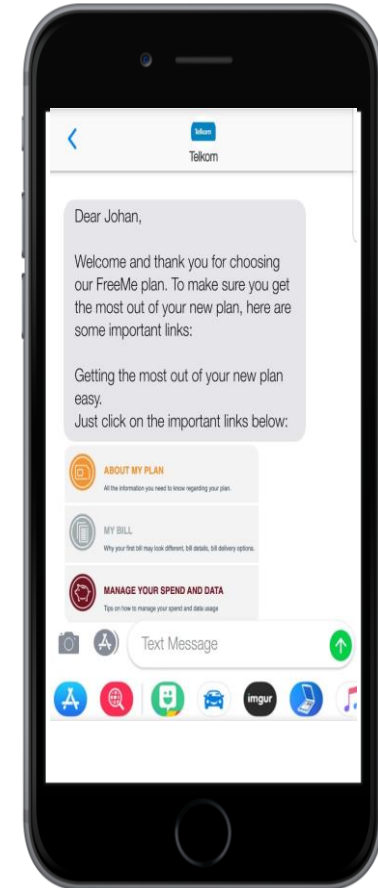 Telkom
Telkom
Dear Johan,
Welcome and thank you for choosing
our FreeMe plan. To make sure you get
the most out of your new plan, here are
some important links:
Getting the most out of your new plan
easy.
Just click on the important links below:
ABOUT MY PLAN
All the information you need to know regarding your plan.
MY BILL
Why your first bill may look different, bill details, bill delivery options.
MANAGE YOUR SPEND AND DATA
Tips on how to manage your spend and data usage
Text Message
imgur